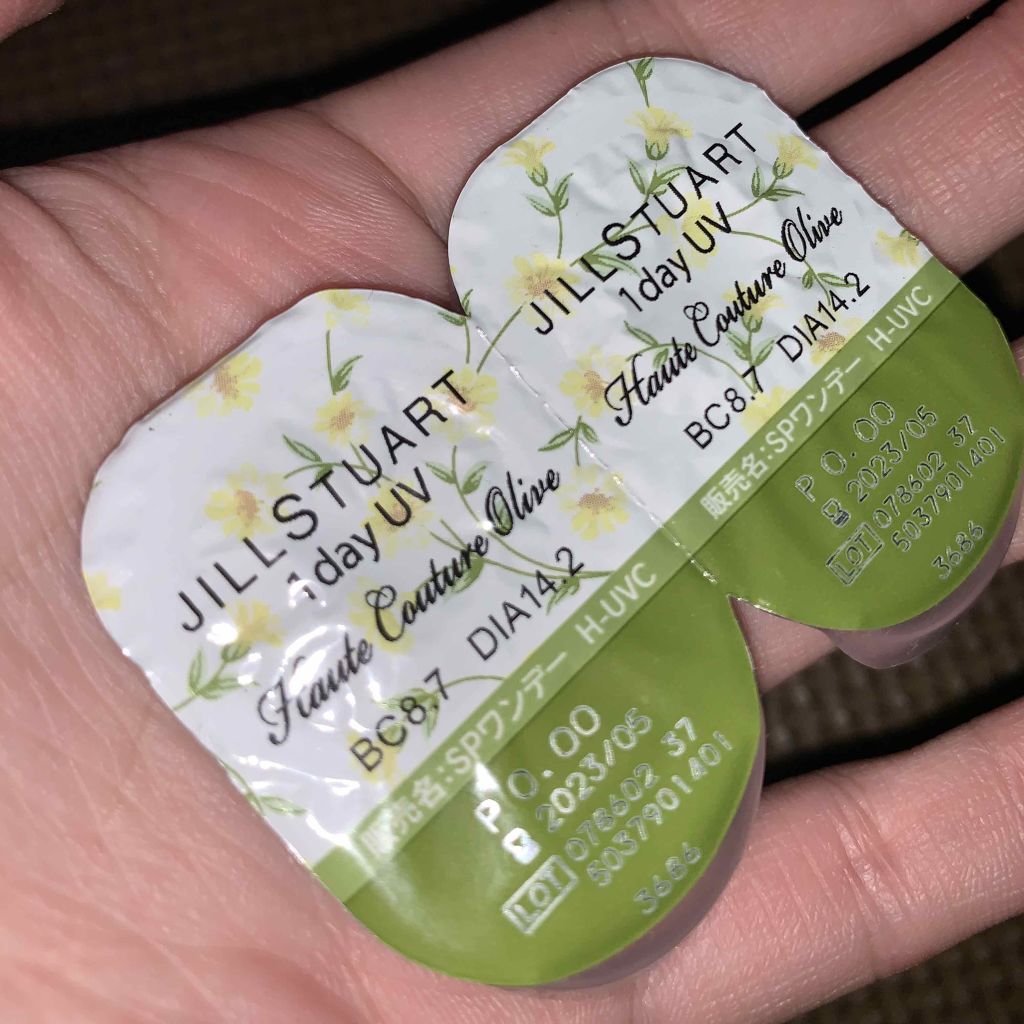 JILLSTUART
1day UV
Haute Couture Olive
BC8.7 DIA14.2
販売名:SPワンデー H-UVC
P 0.00
2023/05
LOT 078602 37
5037901401
3686
JILLSTUART
1day UV
Haute Couture Olive
BC8.7 DIA14.2
販売名:SPワンデー H-UVC
P 0.00
2023/05
LOT 078602 37
5037901401
3686